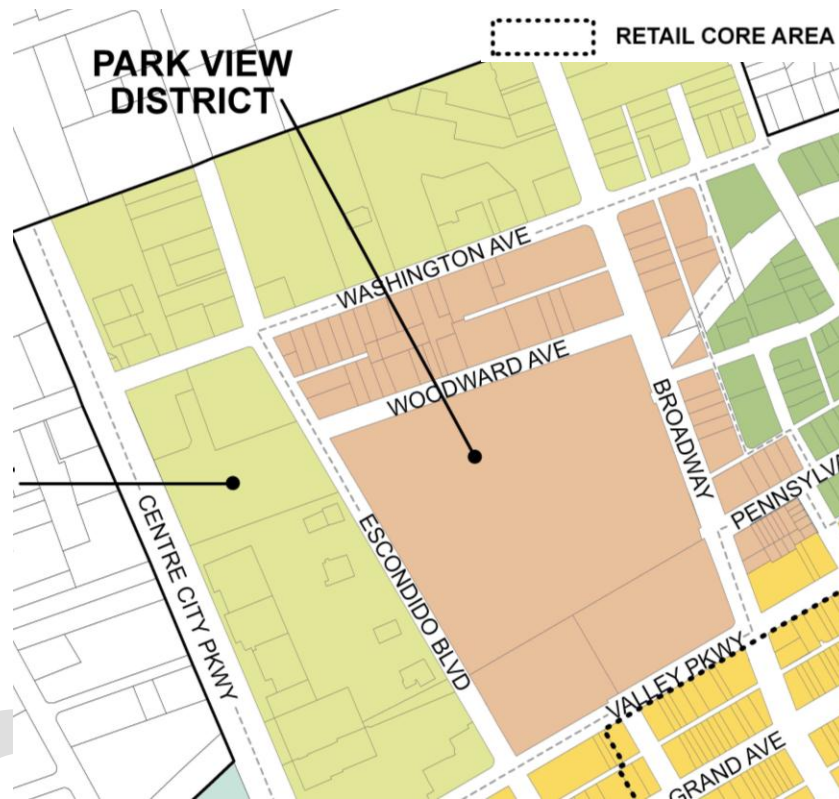 RETAIL CORE AREA
PARK VIEW
DISTRICT
WASHINGTON AVE
WOODWARD AVE
BROADWAY
PENNSYLVA
CENTRE CITY PKWY
ESCONDIDO BLVD
VALLEY PKWY
GRAND AVE